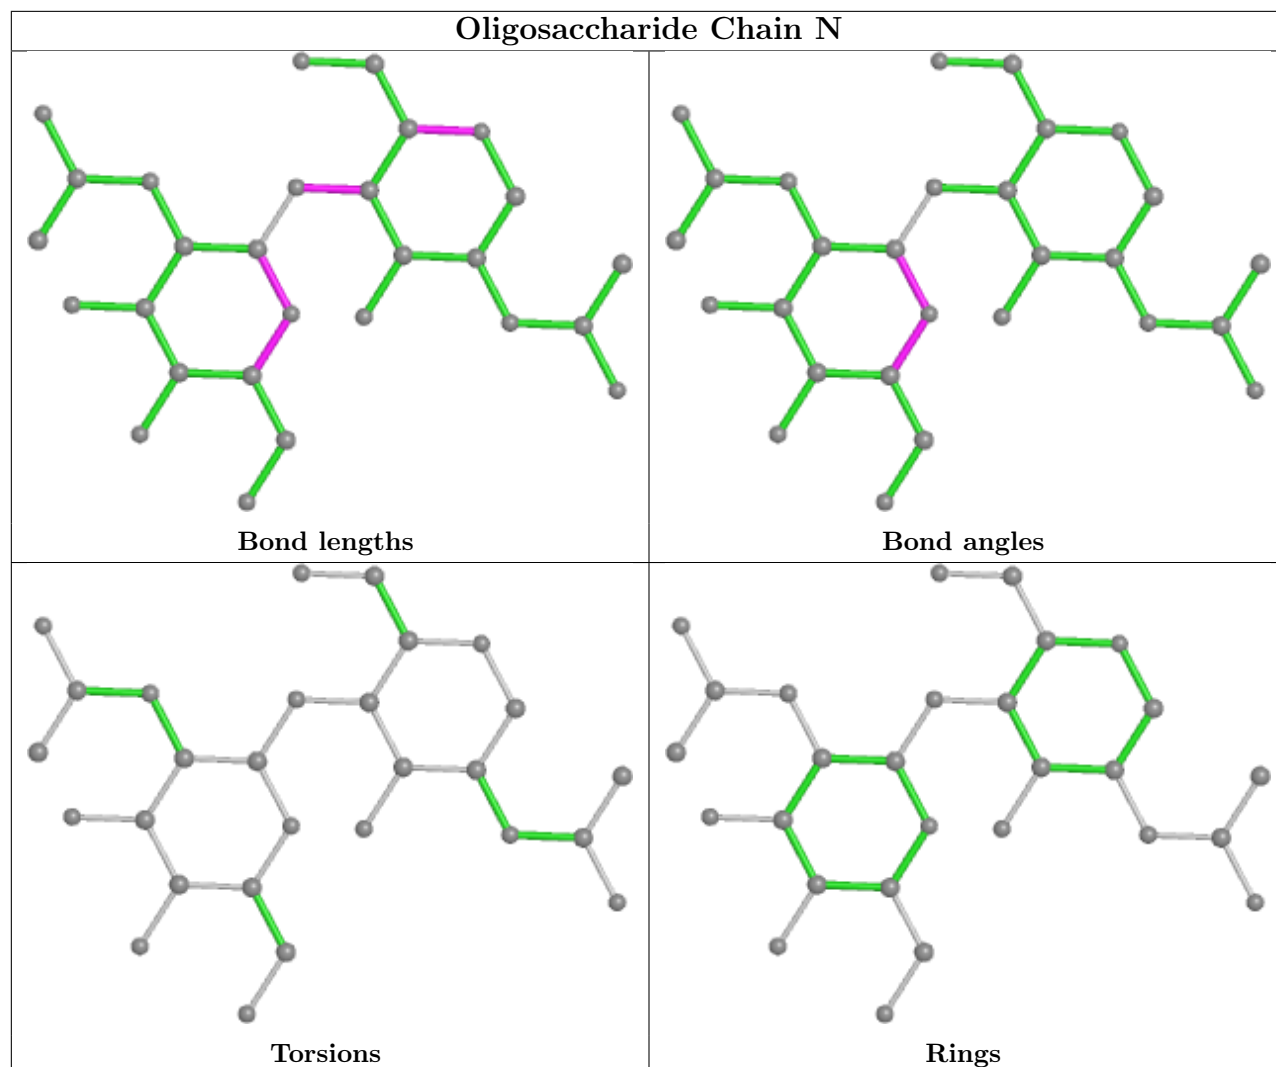 Oligosaccharide Chain N
Bond lengths
Bond angles
Torsions
Rings